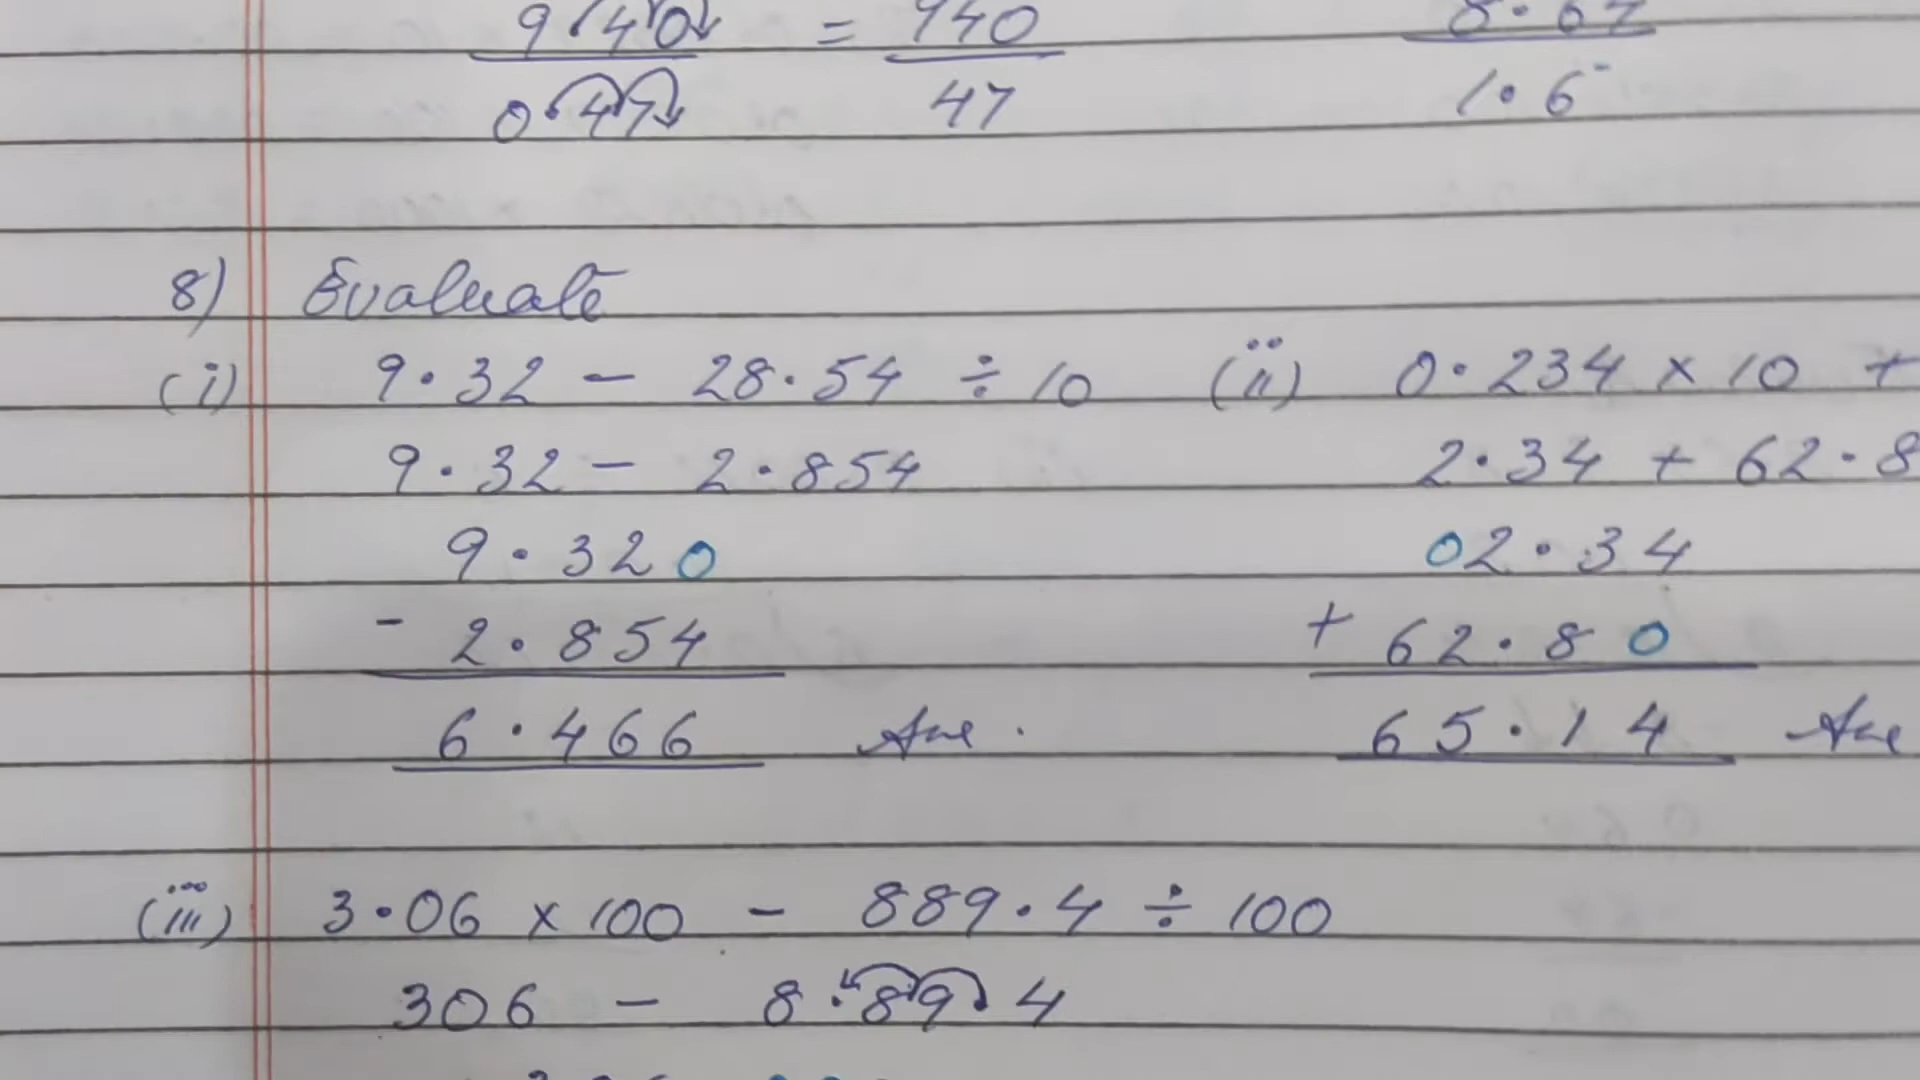 9.40 = 940
0.47 47
1.6
8) Evaluate
(i) 9.32 - 28.54 ÷ 10
9.32 - 2.854
9.320
- 2.854
6.466 Ans.
(ii) 0.234 x 10 +
2.34 + 62.8
02.34
+ 62.80
65.14 Ans
(iii) 3.06 x 100 - 889.4 ÷ 100
306 - 8.89.4